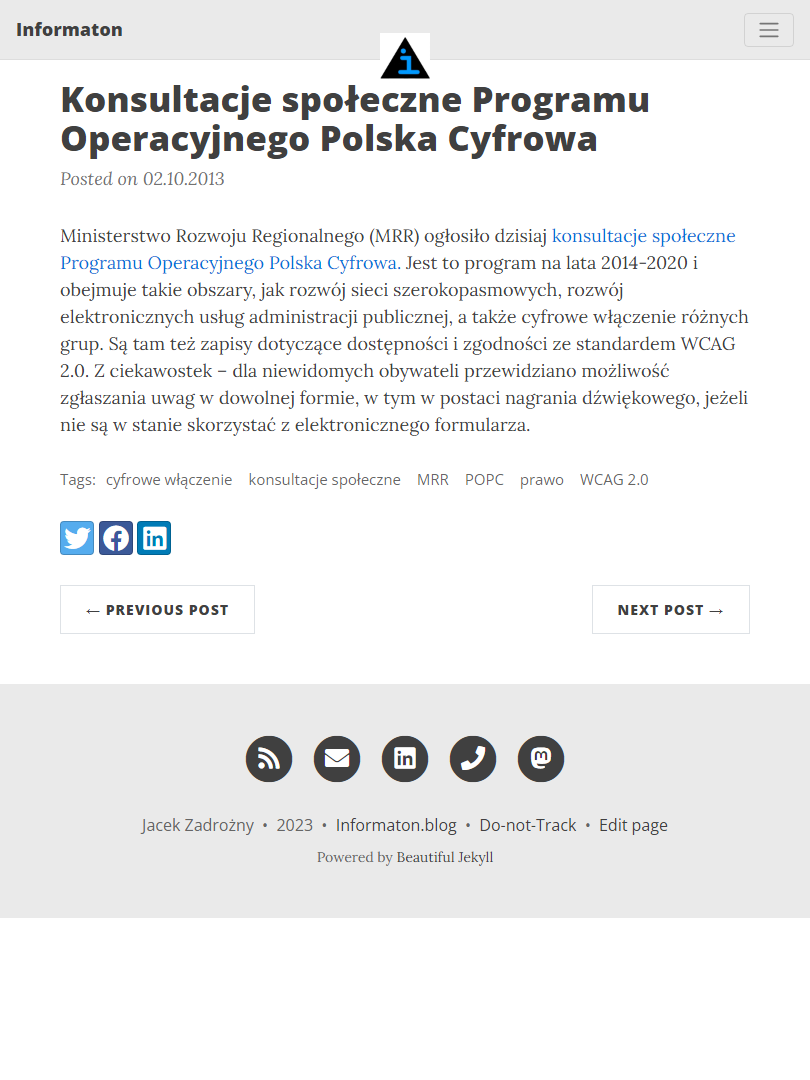 Informaton
Konsultacje społeczne Programu
Operacyjnego Polska Cyfrowa
Posted on 02.10.2013
Ministerstwo Rozwoju Regionalnego (MRR) ogłosiło dzisiaj konsultacje społeczne
Programu Operacyjnego Polska Cyfrowa. Jest to program na lata 2014-2020 i
obejmuje takie obszary, jak rozwój sieci szerokopasmowych, rozwój
elektronicznych usług administracji publicznej, a także cyfrowe włączenie różnych
grup. Są tam też zapisy dotyczące dostępności i zgodności ze standardem WCAG
2.0. Z ciekawostek – dla niewidomych obywateli przewidziano możliwość
zgłaszania uwag w dowolnej formie, w tym w postaci nagrania dźwiękowego, jeżeli
nie są w stanie skorzystać z elektronicznego formularza.
Tags: cyfrowe włączenie konsultacje społeczne MRR POPC prawo WCAG 2.0
← PREVIOUS POST NEXT POST →
Jacek Zadrożny • 2023 • Informaton.blog • Do-not-Track • Edit page
Powered by Beautiful Jekyll